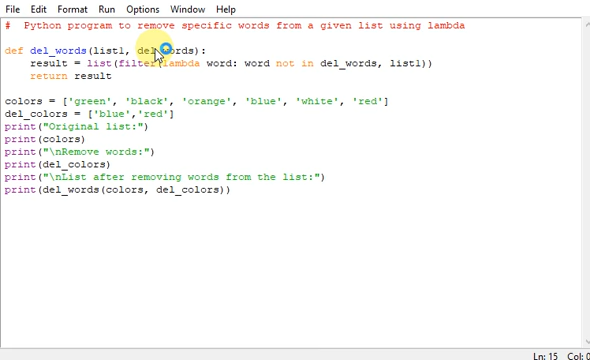 File Edit Format Run Options Window Help
# Python program to remove specific words from a given list using lambda
def del_words(list1, del_words):
result = list(filter(lambda word: word not in del_words, list1))
return result
colors = ['green', 'black', 'orange', 'blue', 'white', 'red']
del_colors = ['blue','red']
print("Original list:")
print(colors)
print("\nRemove words:")
print(del_colors)
print("\nList after removing words from the list:")
print(del_words(colors, del_colors))
Ln: 15 Col: 0